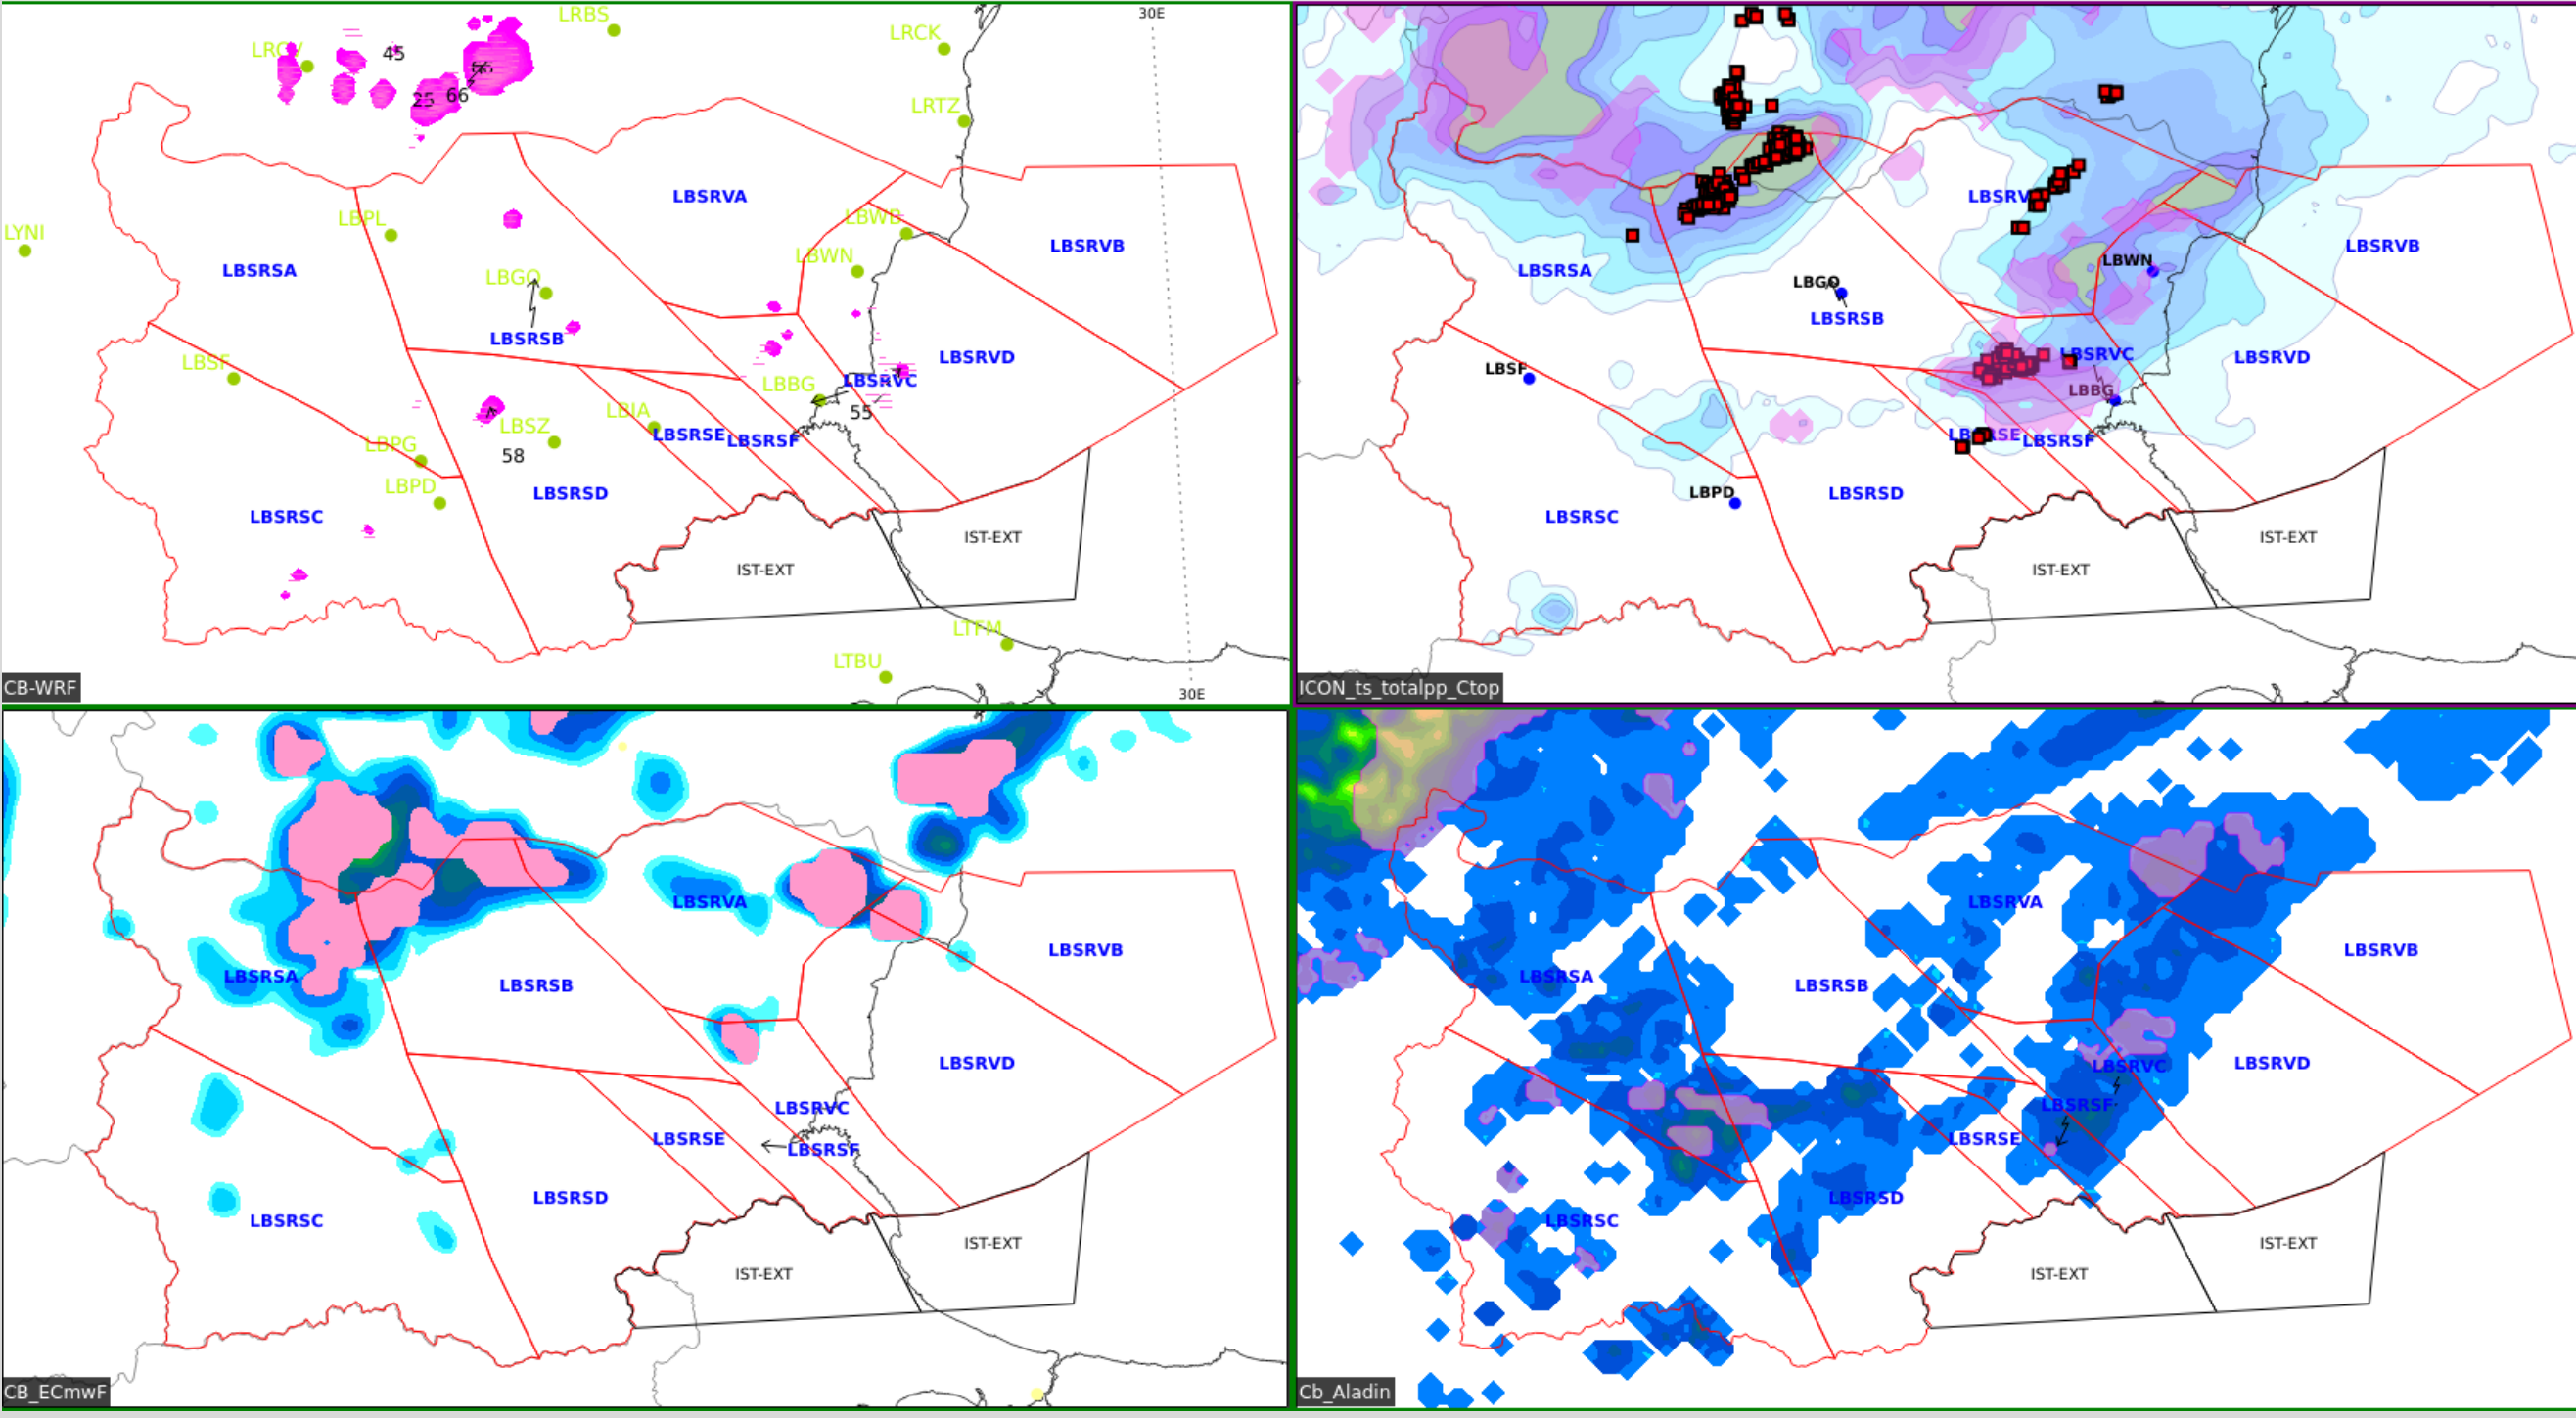 LRBS
30E
LRCK
45
66
25
LRTZ
LBSRVA
LBPL
LBWN
LYNI
LBSRVB
LBSRSA
LBSRSB
LBSRVD
LBSF
LBBG
LBSRVC
LBIA
55
LBSZ
LBSRSE
LBSRSF
LBPG
58
LBPD
LBSRSD
LBSRSC
IST-EXT
IST-EXT
LTFM
LTBU
CB-WRF
30E
LBSRSA
LBWN
LBSRVB
LBGO
LBSRSB
LBSF
LBSRVC
LBSRVD
LBBG
LBSRSF
LBPD
LBSRSD
LBSRSC
IST-EXT
IST-EXT
ICON_ts_totalpp_Ctop
LBSRVA
LBSRVB
LBSRSA
LBSRSB
LBSRVD
LBSRVC
LBSRSE
LBSRSF
LBSRSD
LBSRSC
IST-EXT
IST-EXT
CB_ECmwF
LBSRVA
LBSRVB
LBSRSA
LBSRSB
LBSRVD
LBSRVC
LBSRSF
LBSRSE
LBSRSD
LBSRSC
IST-EXT
IST-EXT
Cb_Aladin